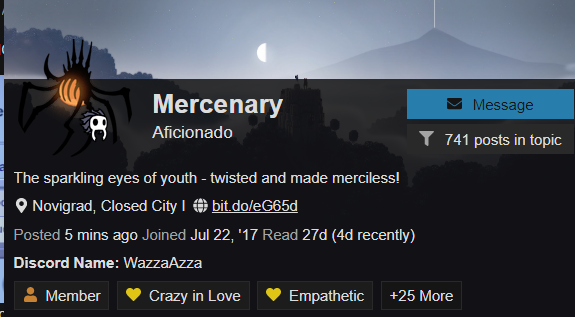 Mercenary
Aficionado
Message
741 posts in topic
The sparkling eyes of youth - twisted and made merciless!
Novigrad, Closed City I bit.do/eG65d
Posted 5 mins ago Joined Jul 22, '17 Read 27d (4d recently)
Discord Name: WazzaAzza
Member Crazy in Love Empathetic +25 More